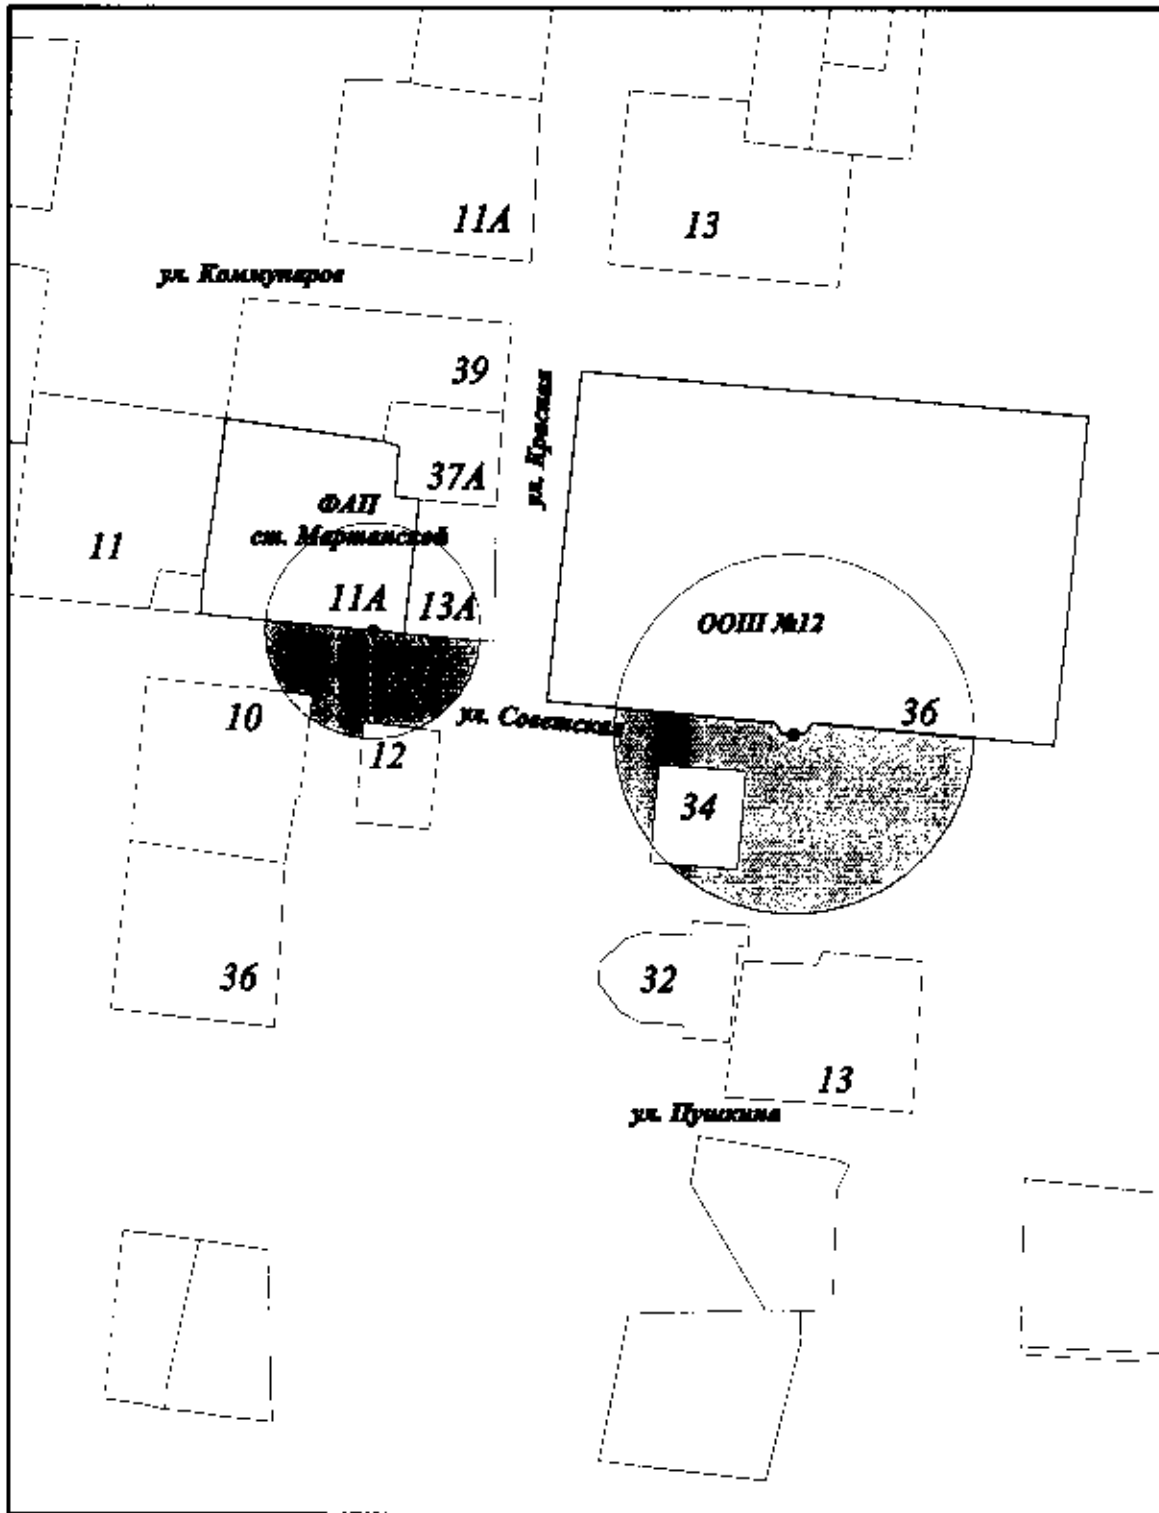 11А
13
ул. Коммунаров
39
ул. Красная
37А
ФАП
ст. Мартанской
11
11А
13А
ООШ №12
10
ул. Советская
36
12
34
36
32
13
ул. Пушкина